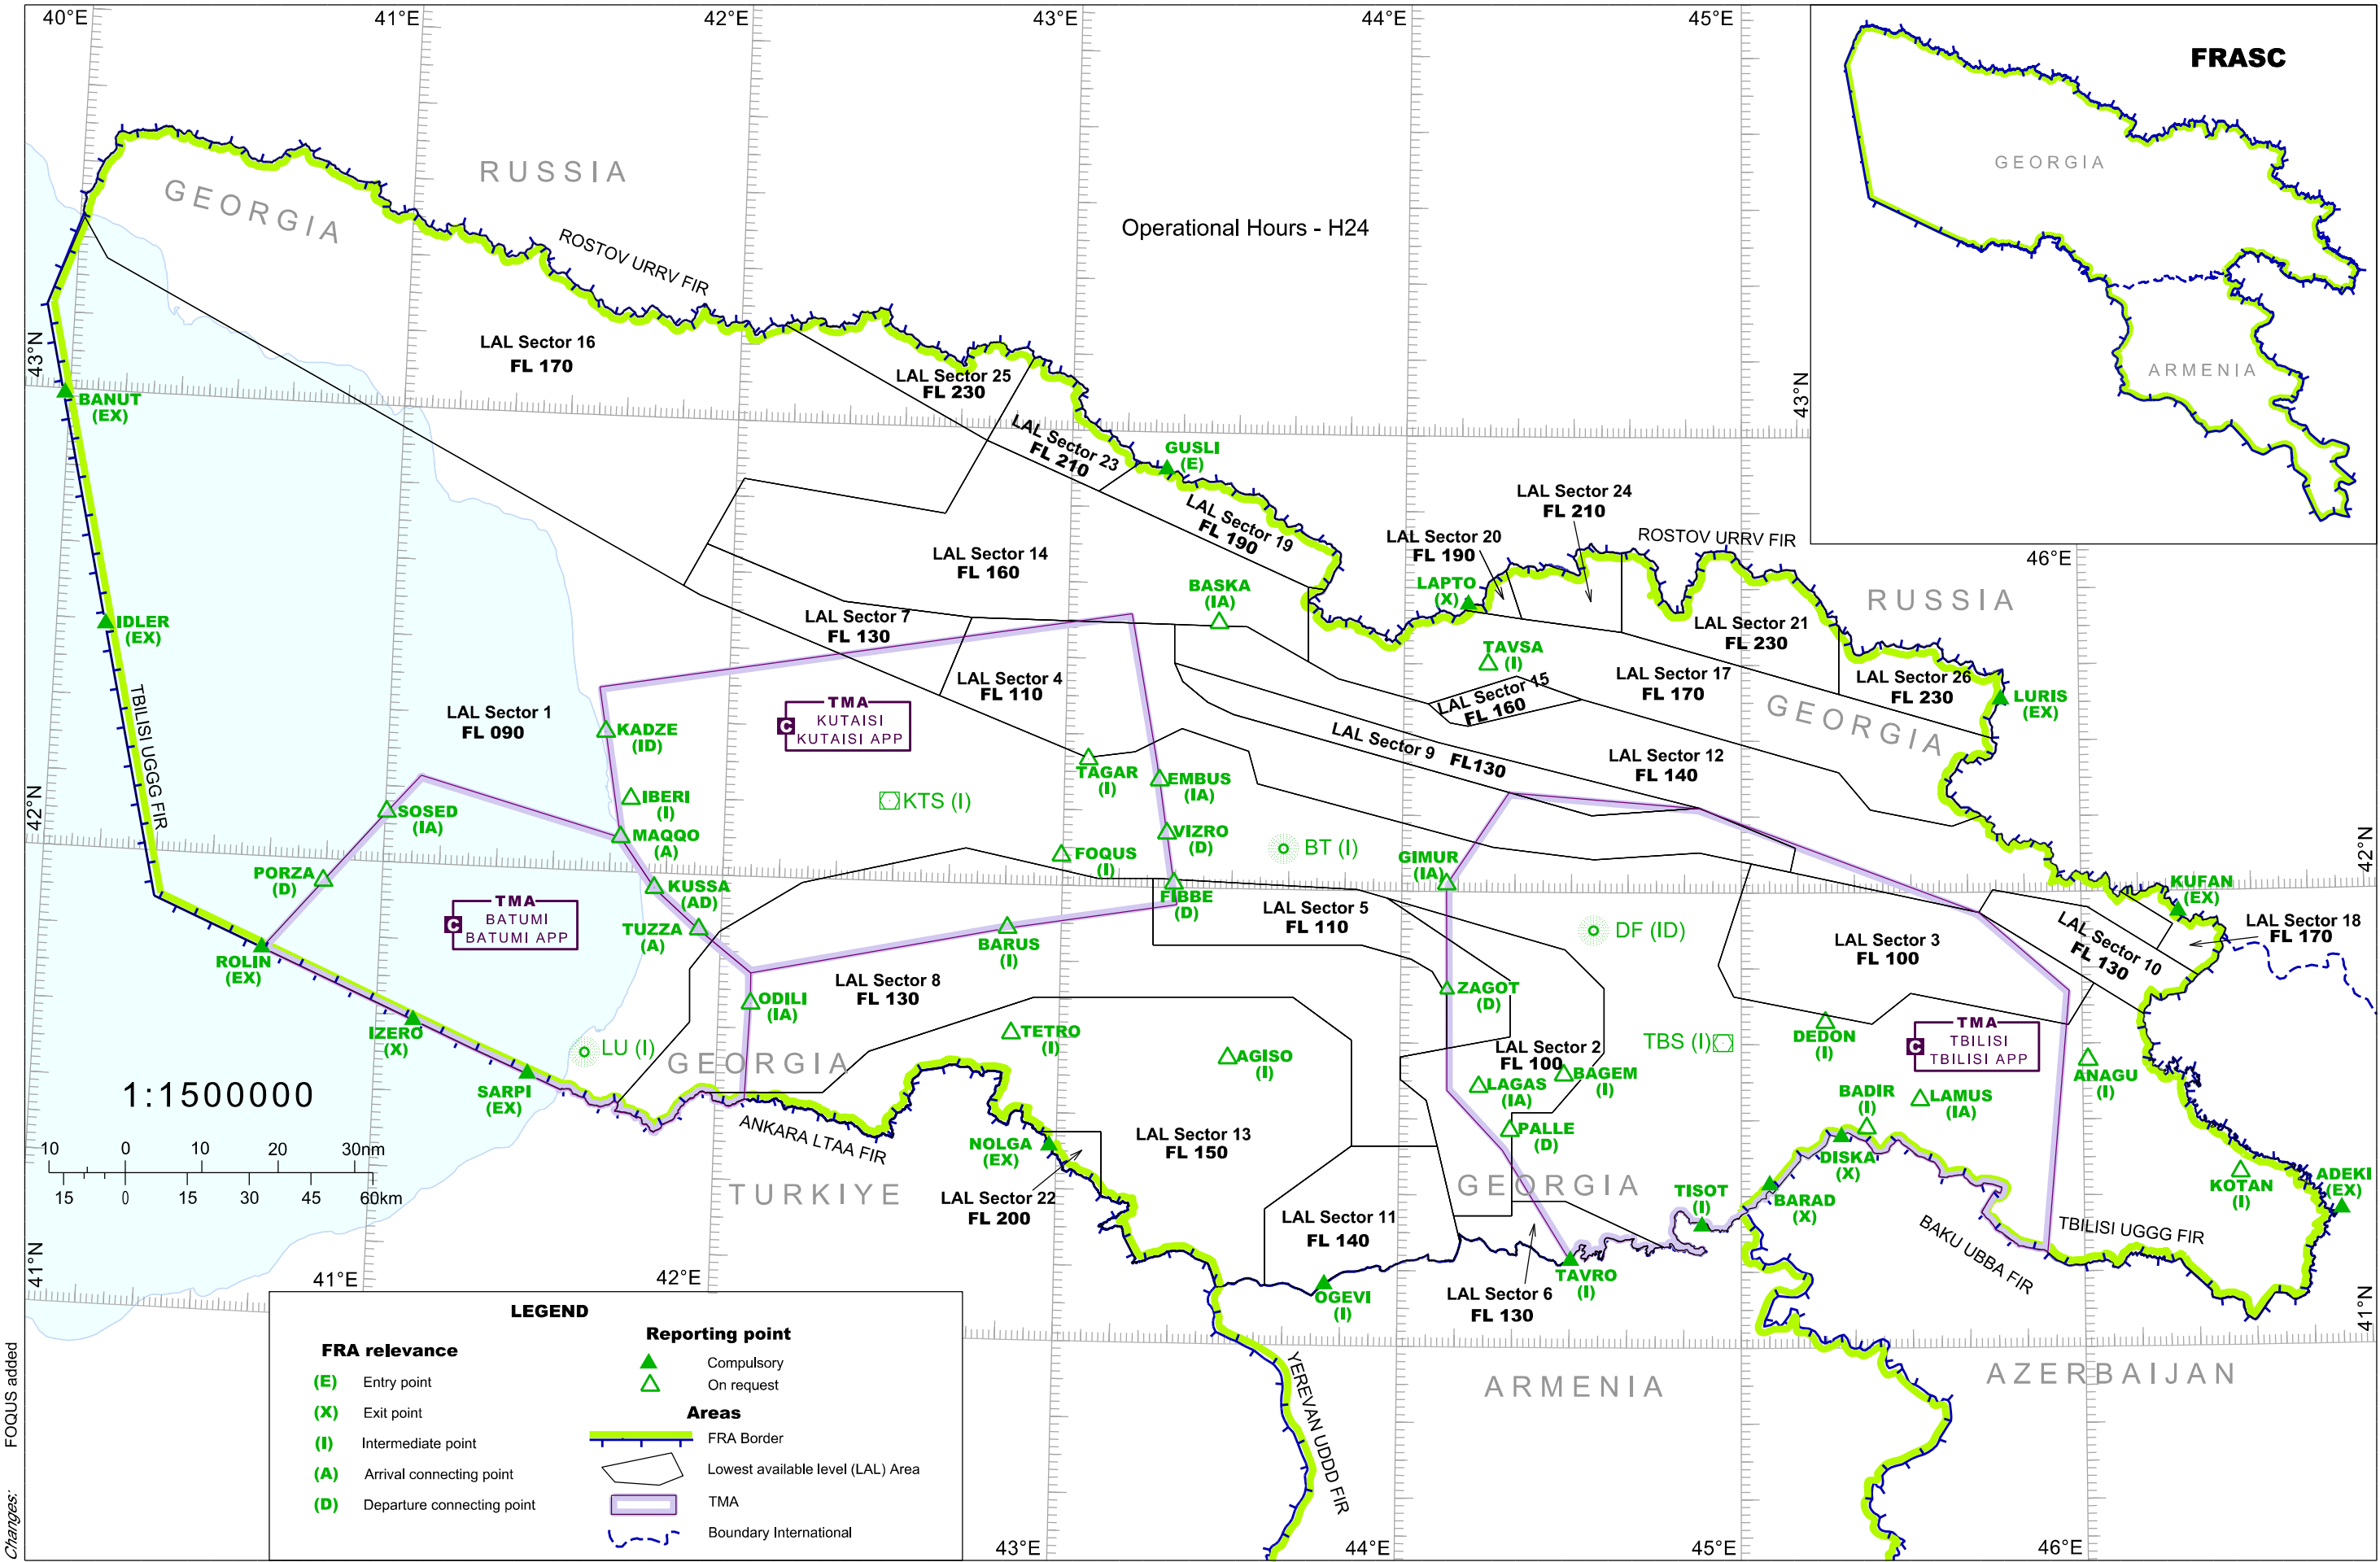 40°E
41°E
42°E
43°E
44°E
45°E
FRASC
GEORGIA
ARMENIA
RUSSIA
GEORGIA
Operational Hours - H24
ROSTOV URRV FIR
LAL Sector 16
FL 170
43°N
43°N
BANUT
(EX)
LAL Sector 25
FL 230
LAL Sector 23
FL 210
GUSLI
(E)
LAL Sector 19
FL 190
LAL Sector 24
FL 210
LAL Sector 20
FL 190
ROSTOV URRV FIR
46°E
LAL Sector 14
FL 160
BASKA
(IA)
LAPTO
(X)
RUSSIA
IDLER
(EX)
LAL Sector 7
FL 130
LAL Sector 21
FL 230
TAVSA
(I)
LAL Sector 4
FL 110
LAL Sector 15
FL 160
LAL Sector 17
FL 170
LAL Sector 26
FL 230
LURIS
(EX)
TBILISI UGGG FIR
LAL Sector 1
FL 090
TMA
C
KUTAISI
KUTAISI APP
KADZE
(ID)
GEORGIA
LAL Sector 9 FL130
LAL Sector 12
FL 140
TAGAR
(I)
EMBUS
(IA)
IBERI
(I)
KTS (I)
SOSED
(IA)
MAQQO
(A)
VIZRO
(D)
BT (I)
FOQUS
(I)
GIMUR
(IA)
42°N
42°N
PORZA
(D)
KUSSA
(AD)
FIBBE
(D)
KUFAN
(EX)
TMA
C
BATUMI
BATUMI APP
TUZZA
(A)
BARUS
(I)
LAL Sector 5
FL 110
DF (ID)
LAL Sector 3
FL 100
LAL Sector 10
FL 130
LAL Sector 18
FL 170
ROLIN
(EX)
LAL Sector 8
FL 130
ODILI
(IA)
ZAGOT
(D)
IZERO
(X)
LU (I)
GEORGIA
TETRO
(I)
AGISO
(I)
LAL Sector 2
FL 100
TBS (I)
DEDON
(I)
TMA
C
TBILISI
TBILISI APP
ANAGU
(I)
SARPI
(EX)
LAGAS
(IA)
BAGEM
(I)
BADIR
(I)
LAMUS
(IA)
1:1500000
ANKARA LTAA FIR
NOLGA
(EX)
LAL Sector 13
FL 150
PALLE
(D)
DISKA
(X)
10 0 10 20 30nm
15 0 15 30 45 60km
TURKIYE
LAL Sector 22
FL 200
GEORGIA
TISOT
(I)
BARAD
(X)
KOTAN
(I)
ADEKI
(EX)
LAL Sector 11
FL 140
BAKU UBBA FIR
TBILISI UGGG FIR
41°N
41°N
41°E
42°E
OGEVI
(I)
LAL Sector 6
FL 130
TAVRO
(I)
YEREVAN UDDD FIR
ARMENIA
AZERBAIJAN
LEGEND
FRA relevance
(E) Entry point
(X) Exit point
(I) Intermediate point
(A) Arrival connecting point
(D) Departure connecting point
Reporting point
Compulsory
On request
Areas
FRA Border
Lowest available level (LAL) Area
TMA
Boundary International
43°E
44°E
45°E
46°E
Changes: FOQUS added